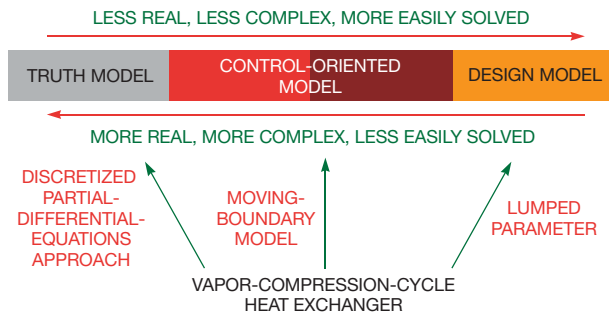 LESS REAL, LESS COMPLEX, MORE EASILY SOLVED
TRUTH MODEL
CONTROL-ORIENTED
MODEL
DESIGN MODEL
MORE REAL, MORE COMPLEX, LESS EASILY SOLVED
DISCRETIZED
PARTIAL-
DIFFERENTIAL-
EQUATIONS
APPROACH
MOVING-
BOUNDARY
MODEL
LUMPED
PARAMETER
VAPOR-COMPRESSION-CYCLE
HEAT EXCHANGER